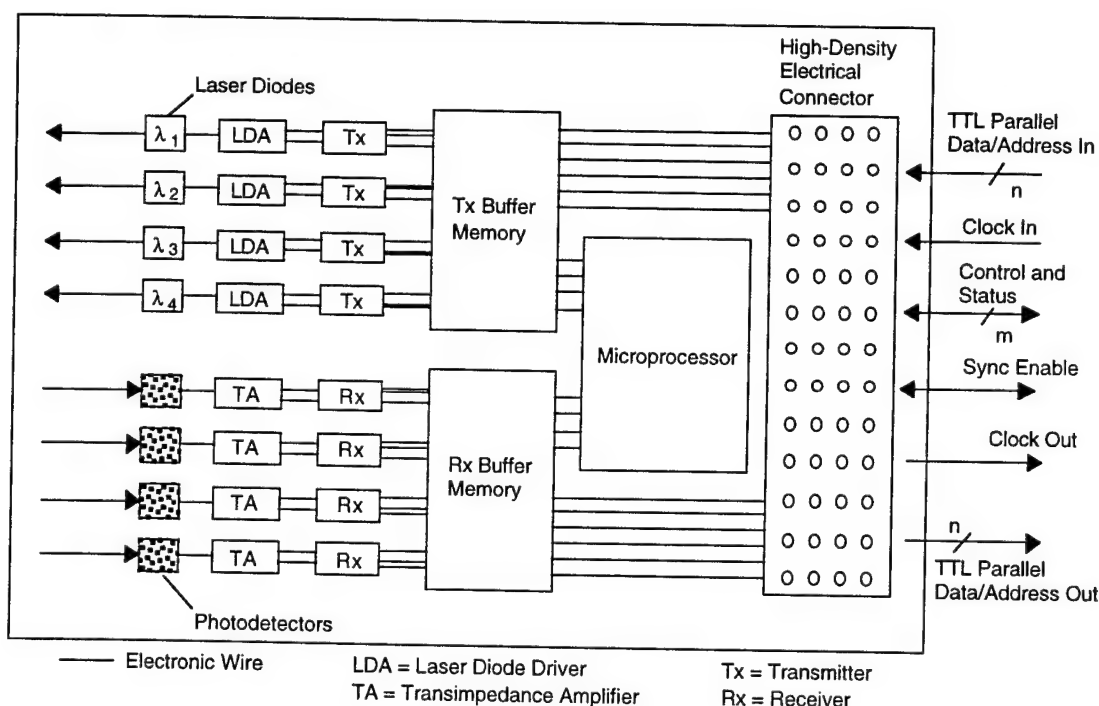 High-Density
Electrical
Connector
Laser Diodes
λ1 LDA Tx
λ2 LDA Tx
λ3 LDA Tx
λ4 LDA Tx
Tx Buffer
Memory
Microprocessor
TA Rx
TA Rx
TA Rx
TA Rx
Rx Buffer
Memory
Photodetectors
TTL Parallel
Data/Address In
n
Clock In
Control and
Status
m
Sync Enable
Clock Out
n
TTL Parallel
Data/Address Out
Electronic Wire
LDA = Laser Diode Driver
Tx = Transmitter
TA = Transimpedance Amplifier
Rx = Receiver